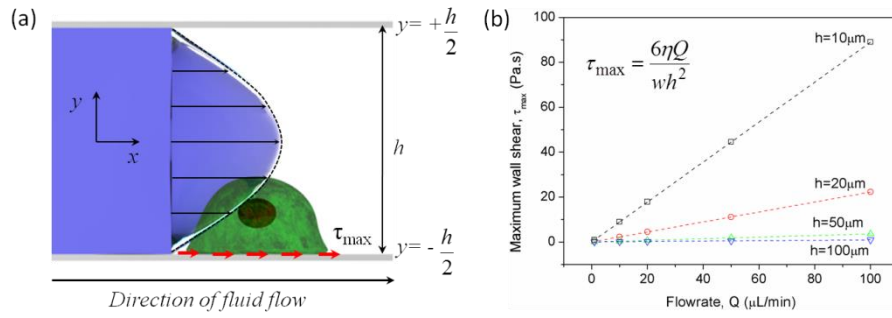 (a)
y= + h/2
y
x
h
τmax
y= - h/2
Direction of fluid flow
(b)
Maximum wall shear, τmax (Pa.s)
100
80
60
40
20
0
τmax = 6ηQ/wh²
h=10μm
h=20μm
h=50μm
h=100μm
0 20 40 60 80 100
Flowrate, Q (μL/min)